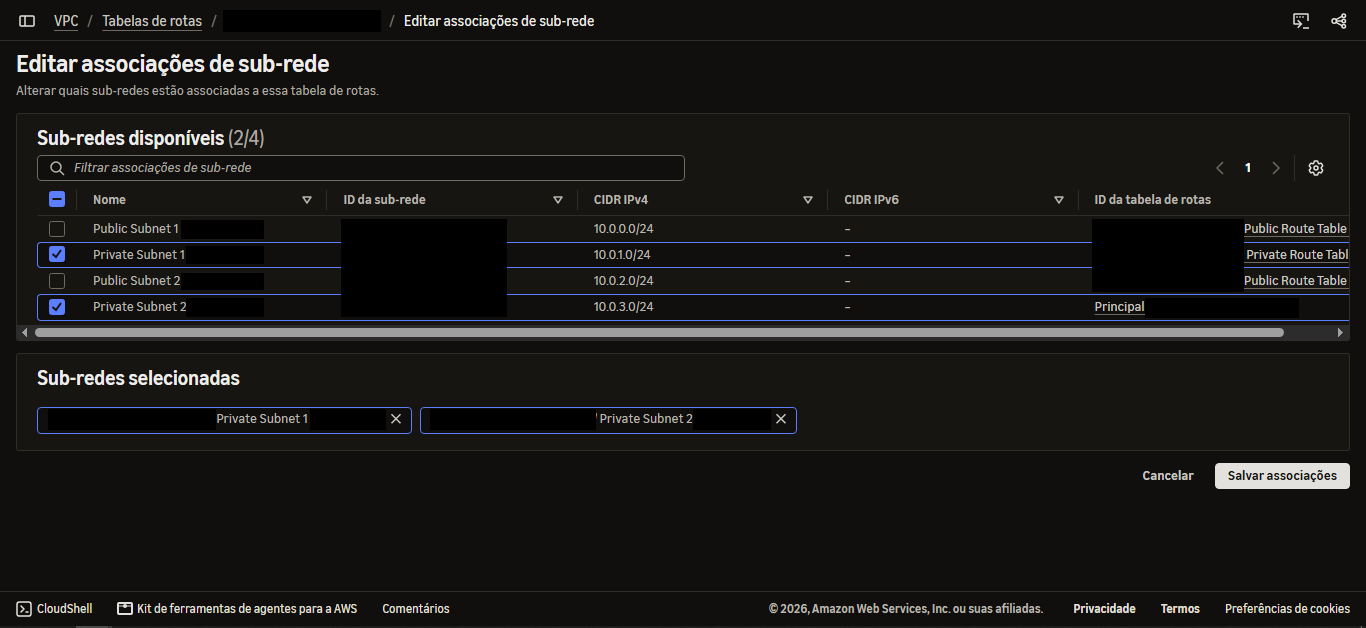 VPC / Tabelas de rotas / / Editar associações de sub-rede
Editar associações de sub-rede
Alterar quais sub-redes estão associadas a essa tabela de rotas.
Sub-redes disponíveis (2/4)
Filtrar associações de sub-rede
1
Nome ID da sub-rede CIDR IPv4 CIDR IPv6 ID da tabela de rotas
Public Subnet 1 10.0.0.0/24 – Public Route Table
Private Subnet 1 10.0.1.0/24 – Private Route Tabl
Public Subnet 2 10.0.2.0/24 – Public Route Table
Private Subnet 2 10.0.3.0/24 – Principal
Sub-redes selecionadas
Private Subnet 1 Private Subnet 2
Cancelar Salvar associações
CloudShell Kit de ferramentas de agentes para a AWS Comentários © 2026, Amazon Web Services, Inc. ou suas afiliadas. Privacidade Termos Preferências de cookies